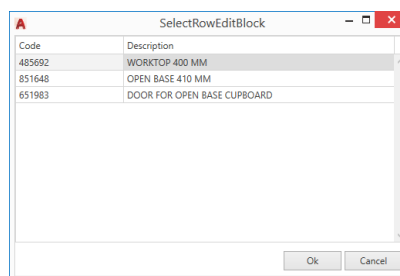 SelectRowEditBlock
Code Description
485692 WORKTOP 400 MM
851648 OPEN BASE 410 MM
651983 DOOR FOR OPEN BASE CUPBOARD
Ok Cancel